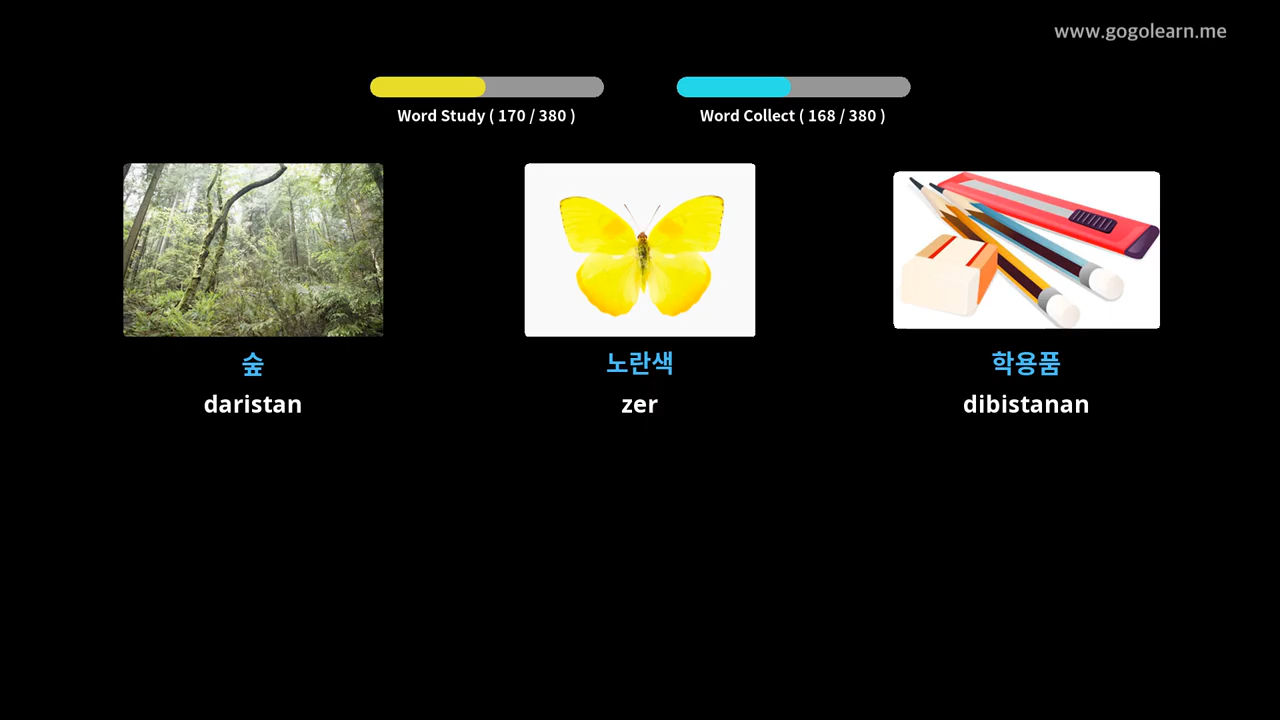 www.gogolearn.me
Word Study ( 170 / 380 )
Word Collect ( 168 / 380 )
숲
노란색
학용품
daristan
zer
dibistanan